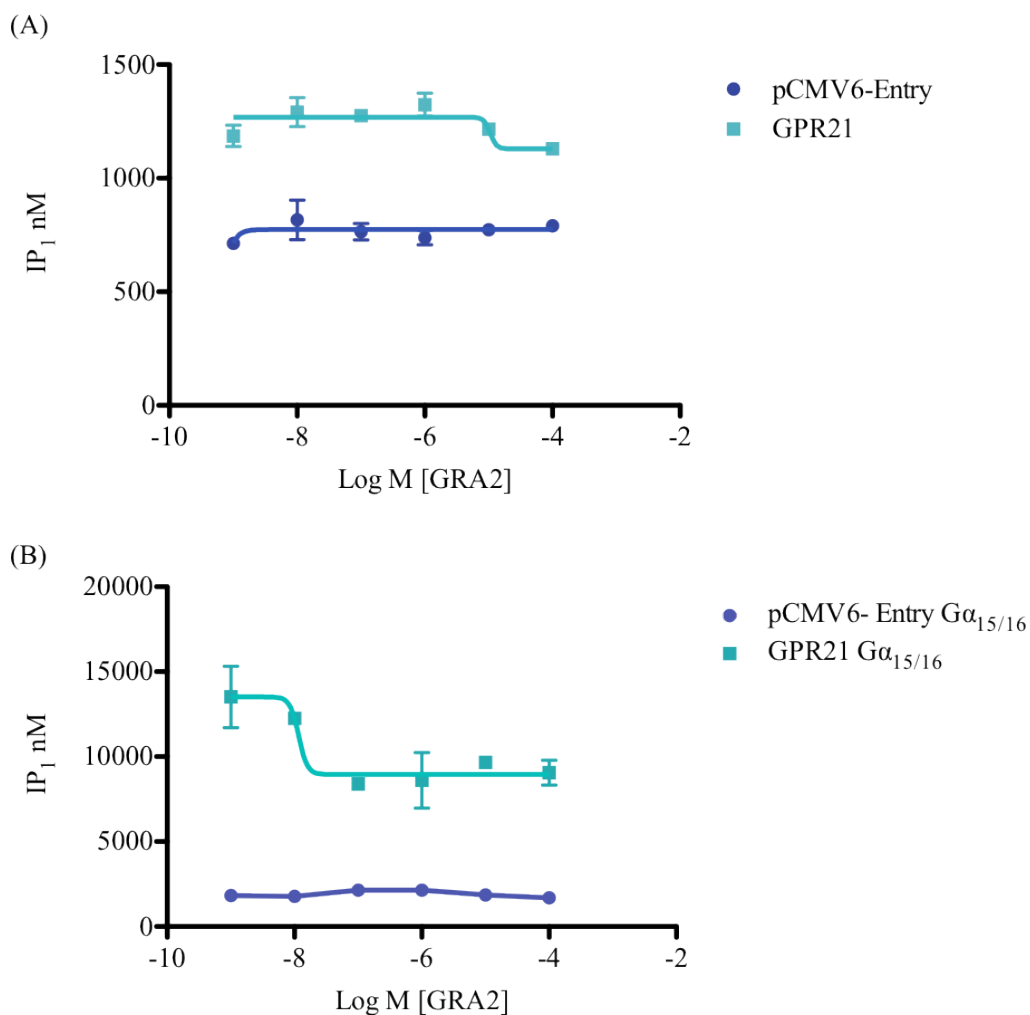 (A)
1500
1000
500
0
IP₁ nM
-10
-8
-6
-4
-2
Log M [GRA2]
pCMV6-Entry
GPR21
(B)
20000
15000
10000
5000
0
IP₁ nM
-10
-8
-6
-4
-2
Log M [GRA2]
pCMV6- Entry Gα₁₅/₁₆
GPR21 Gα₁₅/₁₆